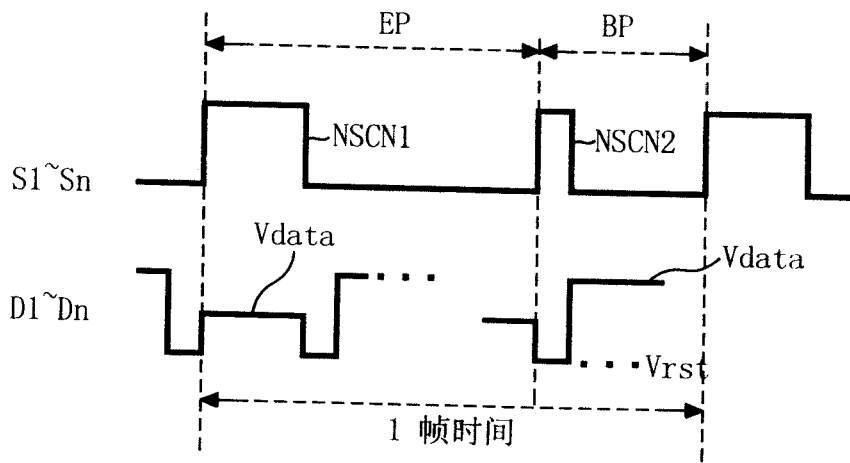 EP
BP
NSCN1
NSCN2
S1~Sn
Vdata
Vdata
D1~Dn
Vrst
1 帧时间